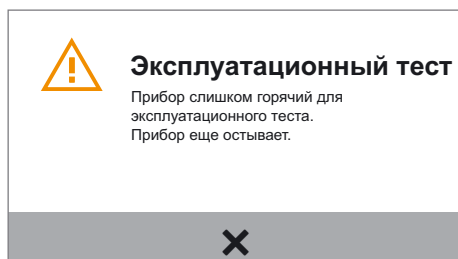 Эксплуатационный тест
Прибор слишком горячий для
эксплуатационного теста.
Прибор еще остывает.